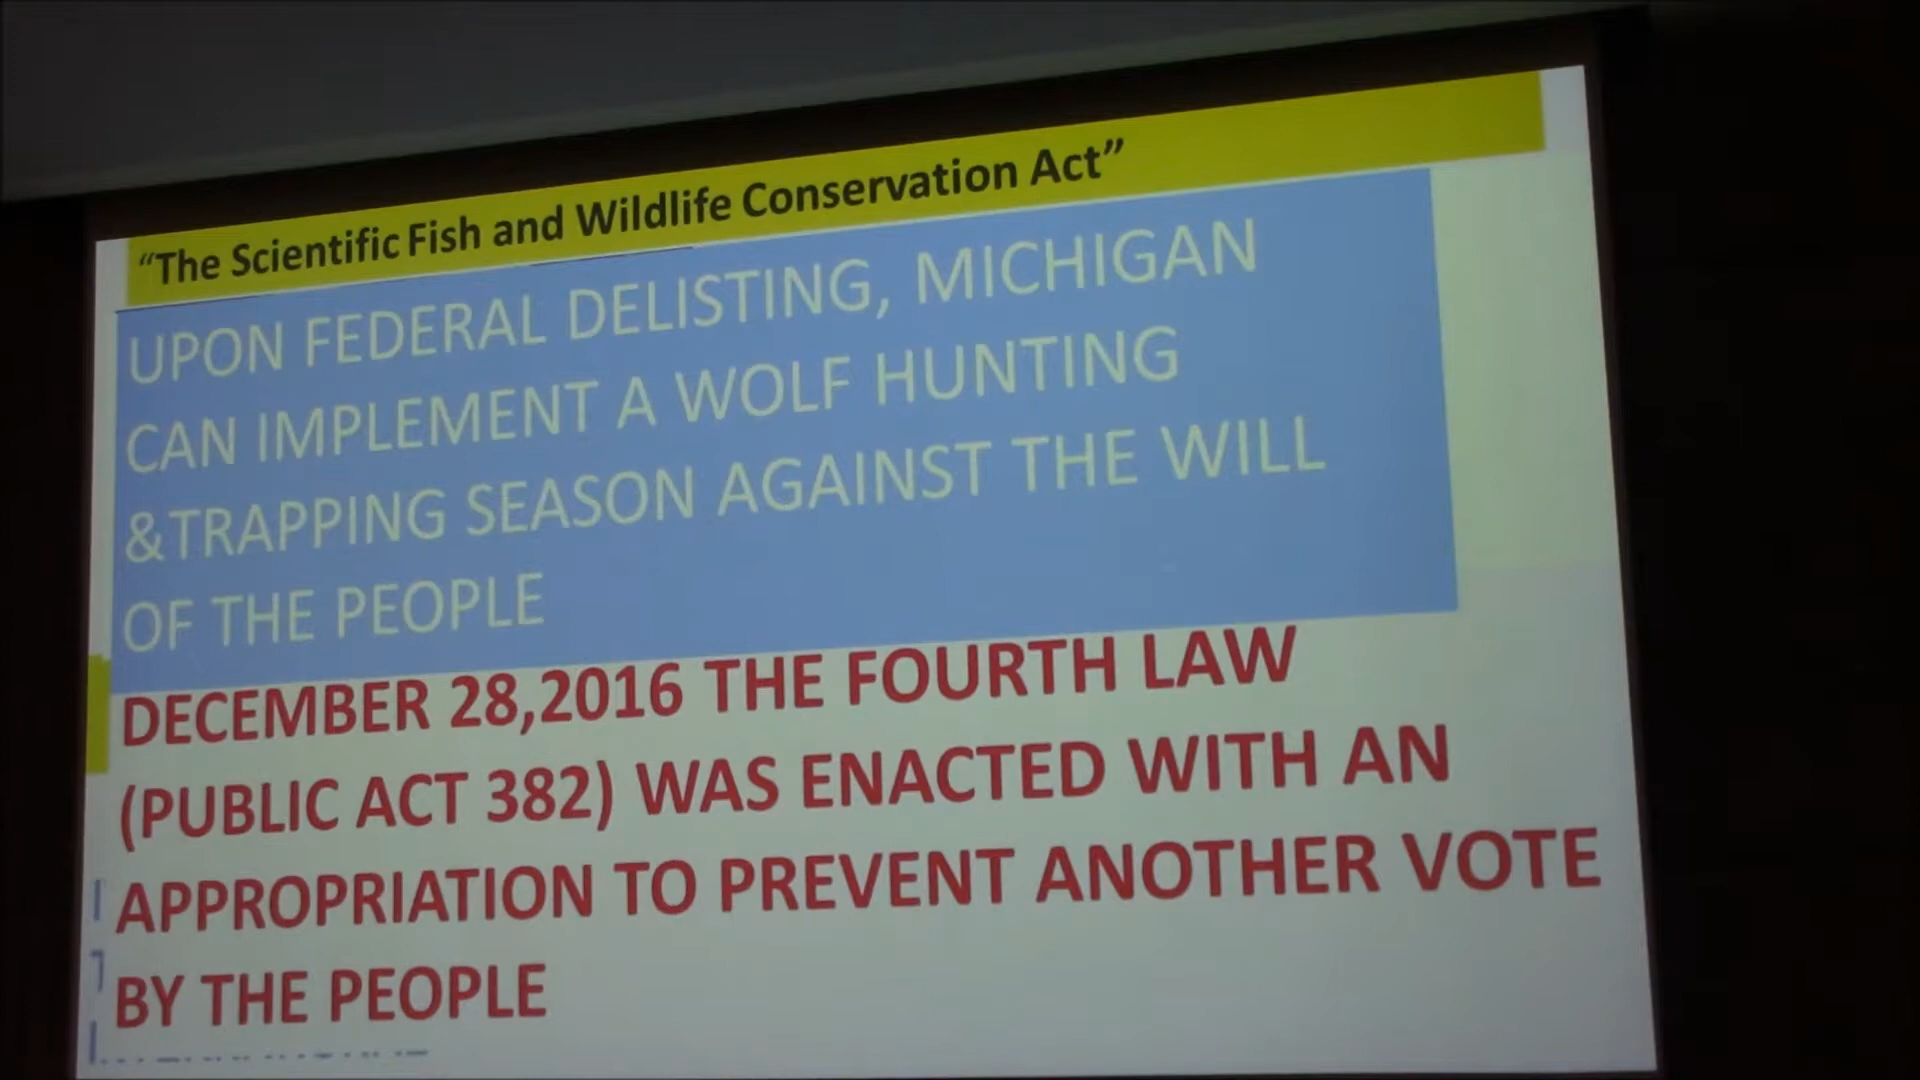 “The Scientific Fish and Wildlife Conservation Act”
UPON FEDERAL DELISTING, MICHIGAN
CAN IMPLEMENT A WOLF HUNTING
&TRAPPING SEASON AGAINST THE WILL
OF THE PEOPLE
DECEMBER 28,2016 THE FOURTH LAW
(PUBLIC ACT 382) WAS ENACTED WITH AN
APPROPRIATION TO PREVENT ANOTHER VOTE
BY THE PEOPLE